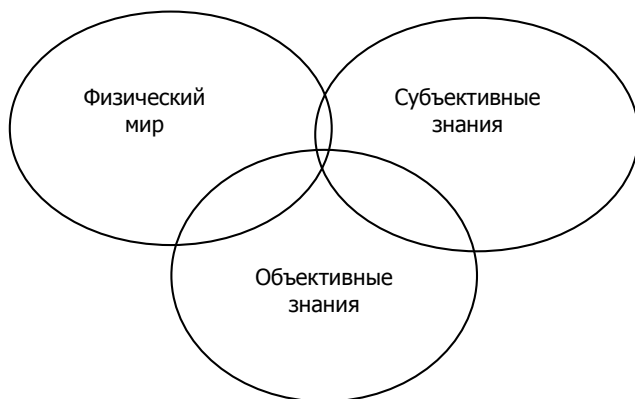 Физический
мир
Субъективные
знания
Объективные
знания